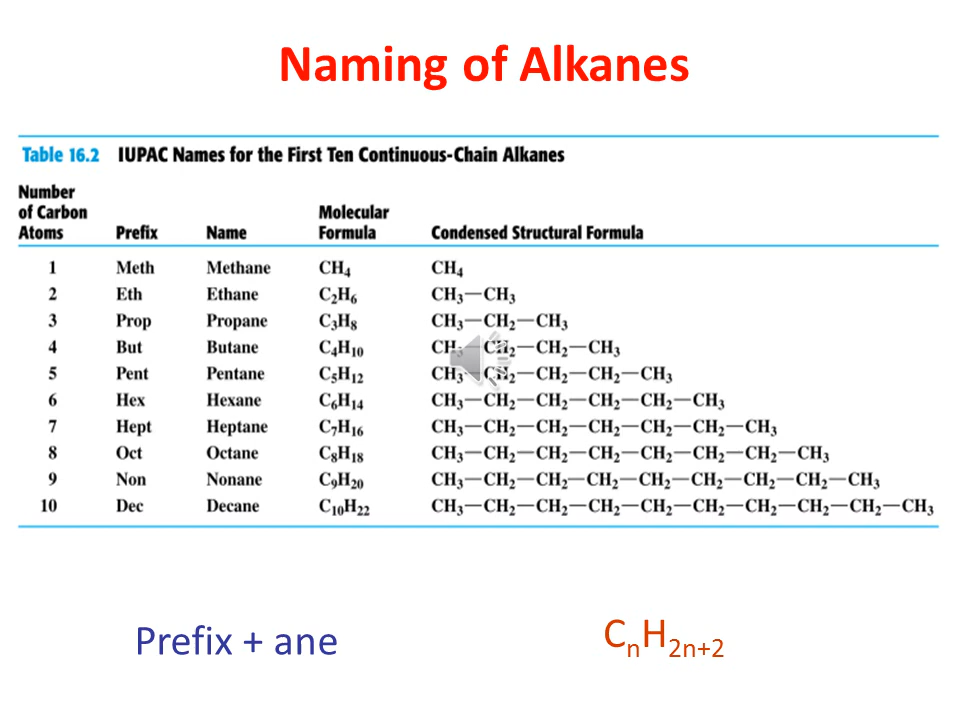 Naming of Alkanes
Table 16.2 IUPAC Names for the First Ten Continuous-Chain Alkanes
Number
of Carbon Molecular
Atoms Prefix Name Formula Condensed Structural Formula
1 Meth Methane CH₄ CH₄
2 Eth Ethane C₂H₆ CH₃—CH₃
3 Prop Propane C₃H₈ CH₃—CH₂—CH₃
4 But Butane C₄H₁₀ CH₃—CH₂—CH₂—CH₃
5 Pent Pentane C₅H₁₂ CH₃—CH₂—CH₂—CH₂—CH₃
6 Hex Hexane C₆H₁₄ CH₃—CH₂—CH₂—CH₂—CH₂—CH₃
7 Hept Heptane C₇H₁₆ CH₃—CH₂—CH₂—CH₂—CH₂—CH₂—CH₃
8 Oct Octane C₈H₁₈ CH₃—CH₂—CH₂—CH₂—CH₂—CH₂—CH₂—CH₃
9 Non Nonane C₉H₂₀ CH₃—CH₂—CH₂—CH₂—CH₂—CH₂—CH₂—CH₂—CH₃
10 Dec Decane C₁₀H₂₂ CH₃—CH₂—CH₂—CH₂—CH₂—CH₂—CH₂—CH₂—CH₂—CH₃
Prefix + ane CₙH₂ₙ₊₂